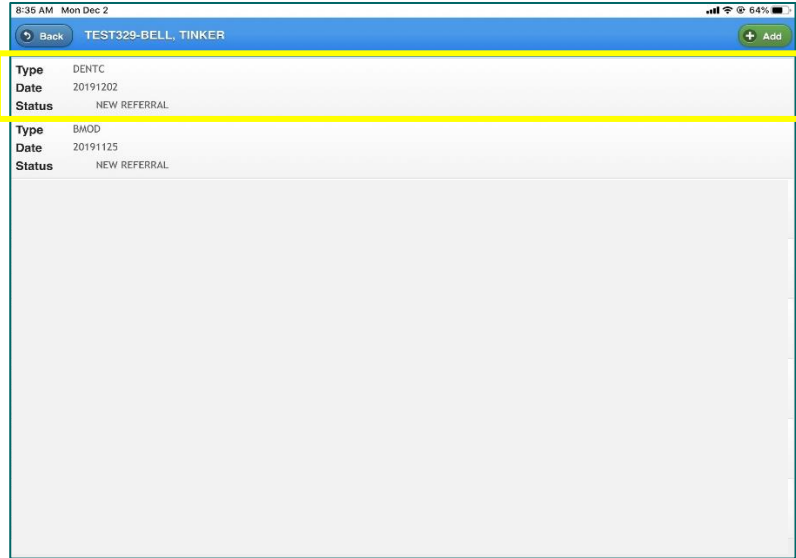 8:35 AM Mon Dec 2 64%
Back TEST329-BELL, TINKER Add
Type DENTC
Date 20191202
Status NEW REFERRAL
Type BMOD
Date 20191125
Status NEW REFERRAL